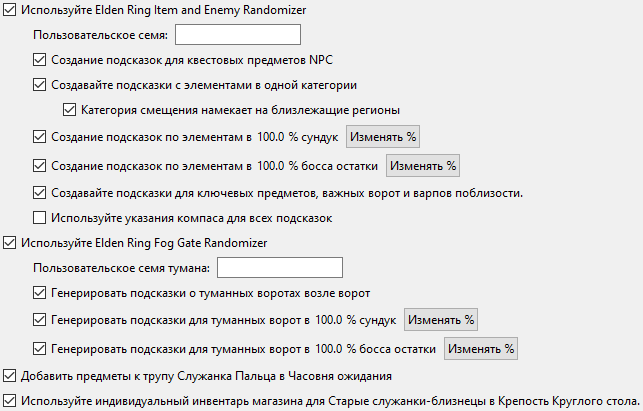 Используйте Elden Ring Item and Enemy Randomizer
Пользовательское семя:
Создание подсказок для квестовых предметов NPC
Создавайте подсказки с элементами в одной категории
Категория смещения намекает на близлежащие регионы
Создание подсказок по элементам в 100.0 % сундук Изменять %
Создание подсказок по элементам в 100.0 % босса остатки Изменять %
Создавайте подсказки для ключевых предметов, важных ворот и варпов поблизости.
Используйте указания компаса для всех подсказок
Используйте Elden Ring Fog Gate Randomizer
Пользовательское семя тумана:
Генерировать подсказки о туманных воротах возле ворот
Генерировать подсказки для туманных ворот в 100.0 % сундук Изменять %
Генерировать подсказки для туманных ворот в 100.0 % босса остатки Изменять %
Добавить предметы к трупу Служанка Пальца в Часовня ожидания
Используйте индивидуальный инвентарь магазина для Старые служанки-близнецы в Крепость Круглого стола.